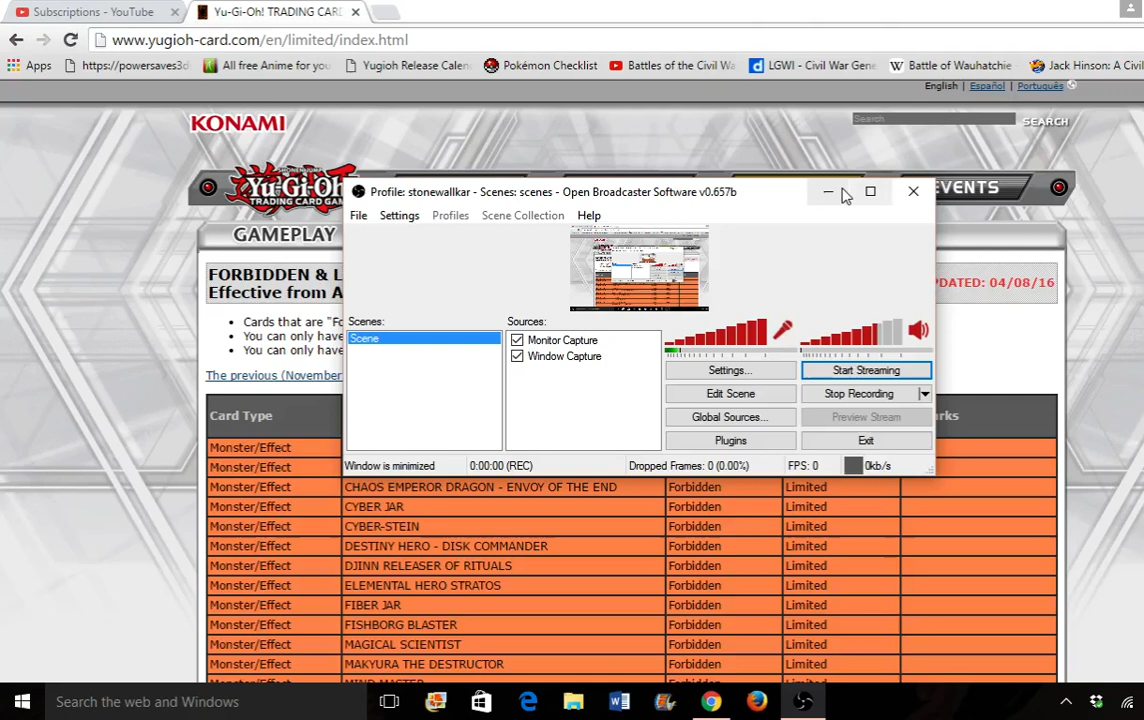 Subscriptions - YouTube
Yu-Gi-Oh! TRADING CAR
www.yugioh-card.com/en/limited/index.html
Apps
https://powersaves3d
All free Anime for you
Yugioh Release Calen
Pokémon Checklist
Battles of the Civil Wa
LGWI - Civil War Gene
Battle of Wauhatchie
Jack Hinson: A Civil
English | Español | Português
KONAMI
Search
SEARCH
Yu-Gi-Oh!
TRADING CARD GAME
EVENTS
GAMEPLAY
Profile: stonewallkar - Scenes: scenes - Open Broadcaster Software v0.657b
File
Settings
Profiles
Scene Collection
Help
FORBIDDEN & L
Effective from A
PDATED: 04/08/16
Cards that are "Fo
You can only have
You can only have
The previous (November
Scenes:
Scene
Sources:
Monitor Capture
Window Capture
Settings...
Start Streaming
Edit Scene
Stop Recording
Global Sources...
Preview Stream
Plugins
Exit
Window is minimized
0:00:00 (REC)
Dropped Frames: 0 (0.00%)
FPS: 0
0kb/s
Card Type
rks
Monster/Effect
Monster/Effect
Monster/Effect CHAOS EMPEROR DRAGON - ENVOY OF THE END Forbidden Limited
Monster/Effect CYBER JAR Forbidden Limited
Monster/Effect CYBER-STEIN Forbidden Limited
Monster/Effect DESTINY HERO - DISK COMMANDER Forbidden Limited
Monster/Effect DJINN RELEASER OF RITUALS Forbidden Limited
Monster/Effect ELEMENTAL HERO STRATOS Forbidden Limited
Monster/Effect FIBER JAR Forbidden Limited
Monster/Effect FISHBORG BLASTER Forbidden Limited
Monster/Effect MAGICAL SCIENTIST Forbidden Limited
Monster/Effect MAKYURA THE DESTRUCTOR Forbidden Limited
Search the web and Windows